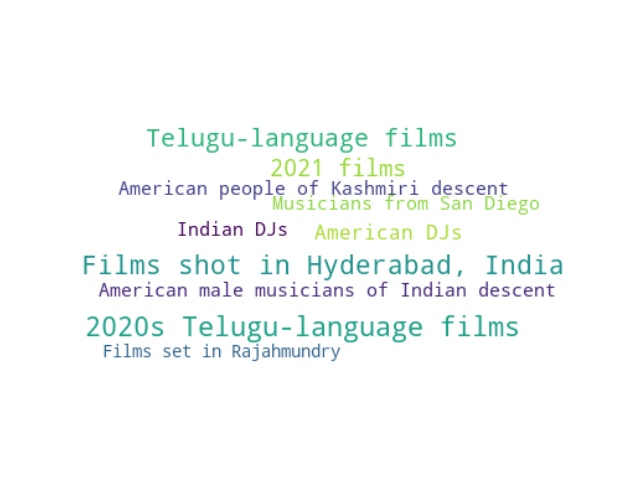 Telugu-language films
2021 films
American people of Kashmiri descent
Musicians from San Diego
Indian DJs
American DJs
Films shot in Hyderabad, India
American male musicians of Indian descent
2020s Telugu-language films
Films set in Rajahmundry